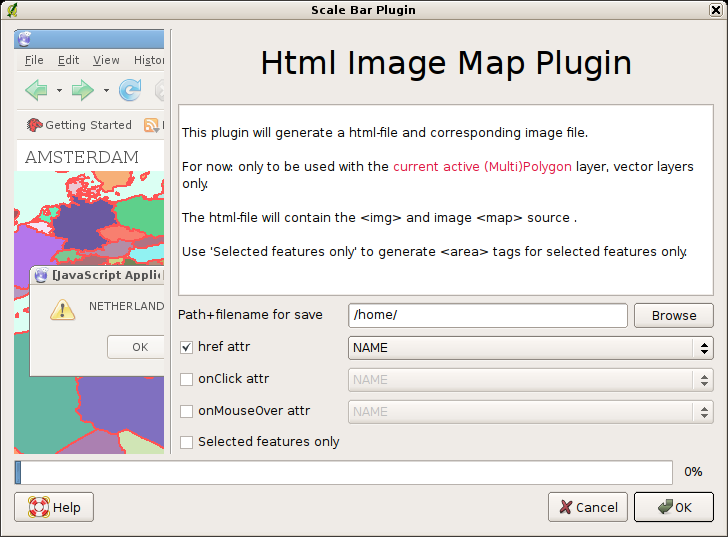 Scale Bar Plugin
File Edit View Histo
Getting Started
AMSTERDAM
[JavaScript Applic
NETHERLAND
OK
Html Image Map Plugin
This plugin will generate a html-file and corresponding image file.
For now: only to be used with the current active (Multi)Polygon layer, vector layers
only.
The html-file will contain the <img> and image <map> source .
Use 'Selected features only' to generate <area> tags for selected features only.
Path+filename for save /home/ Browse
href attr NAME
onClick attr NAME
onMouseOver attr NAME
Selected features only
0%
Help Cancel OK